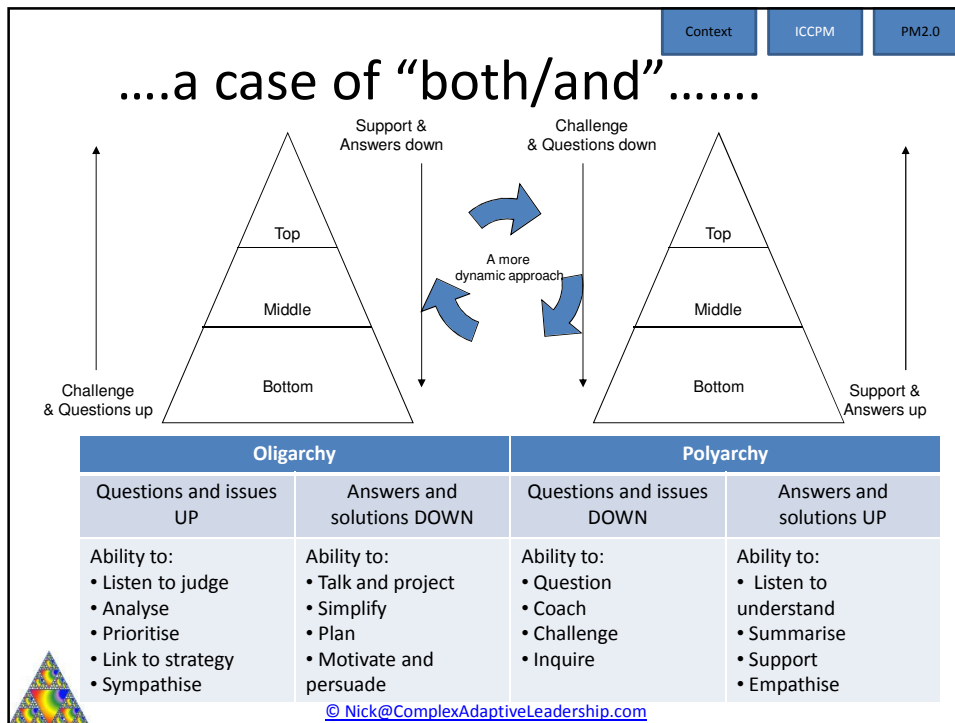 Context
ICCPM
PM2.0
....a case of “both/and”…….
Support &
Answers down
Challenge
& Questions down
Top
Middle
Bottom
Challenge
& Questions up
A more
dynamic approach
Top
Middle
Bottom
Support &
Answers up
Oligarchy
Polyarchy
Questions and issues
UP
Answers and
solutions DOWN
Questions and issues
DOWN
Answers and
solutions UP
Ability to:
• Listen to judge
• Analyse
• Prioritise
• Link to strategy
• Sympathise
Ability to:
• Talk and project
• Simplify
• Plan
• Motivate and
persuade
Ability to:
• Question
• Coach
• Challenge
• Inquire
Ability to:
• Listen to
understand
• Summarise
• Support
• Empathise
© Nick@ComplexAdaptiveLeadership.com